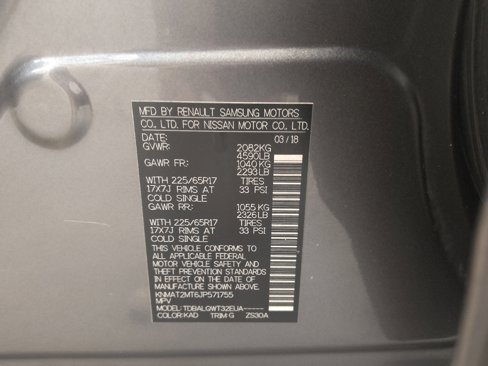 MFD BY RENAULT SAMSUNG MOTORS
CO., LTD. FOR NISSAN MOTOR CO., LTD.
DATE: 03/18
GVWR: 2082KG
4590LB
GAWR FR: 1040KG
2293LB
WITH 225/65R17 TIRES
17X7J RIMS AT 33 PSI
COLD SINGLE
GAWR RR: 1055KG
2326LB
WITH 225/65R17 TIRES
17X7J RIMS AT 33 PSI
COLD SINGLE
THIS VEHICLE CONFORMS TO
ALL APPLICABLE FEDERAL
MOTOR VEHICLE SAFETY AND
THEFT PREVENTION STANDARDS
IN EFFECT ON THE DATE OF
MANUFACTURE SHOWN ABOVE.
KNMAT2MT6JP571755
MPV
MODEL:TDBALGWT32EUA-----
COLOR:KAD TRIM:G ZS30A